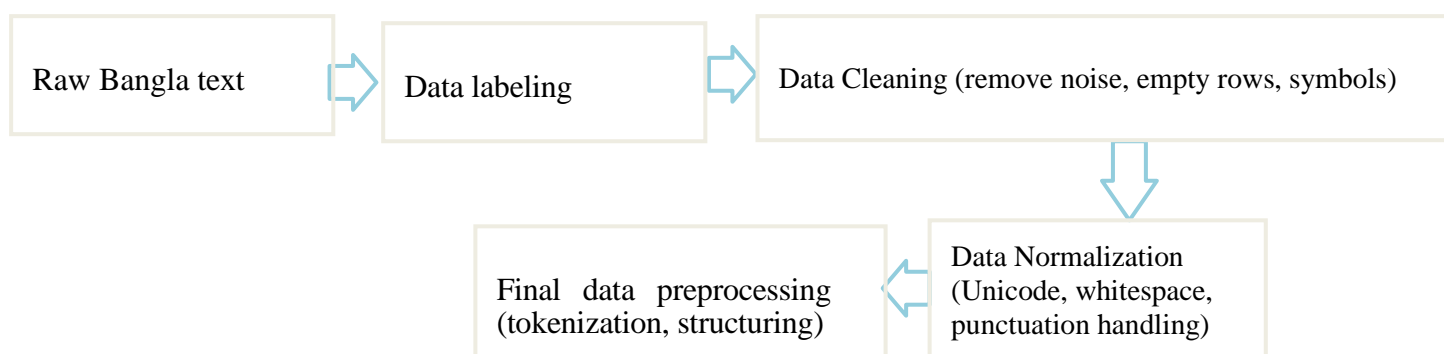 Raw Bangla text
Data labeling
Data Cleaning (remove noise, empty rows, symbols)
Data Normalization
(Unicode, whitespace,
punctuation handling)
Final data preprocessing
(tokenization, structuring)